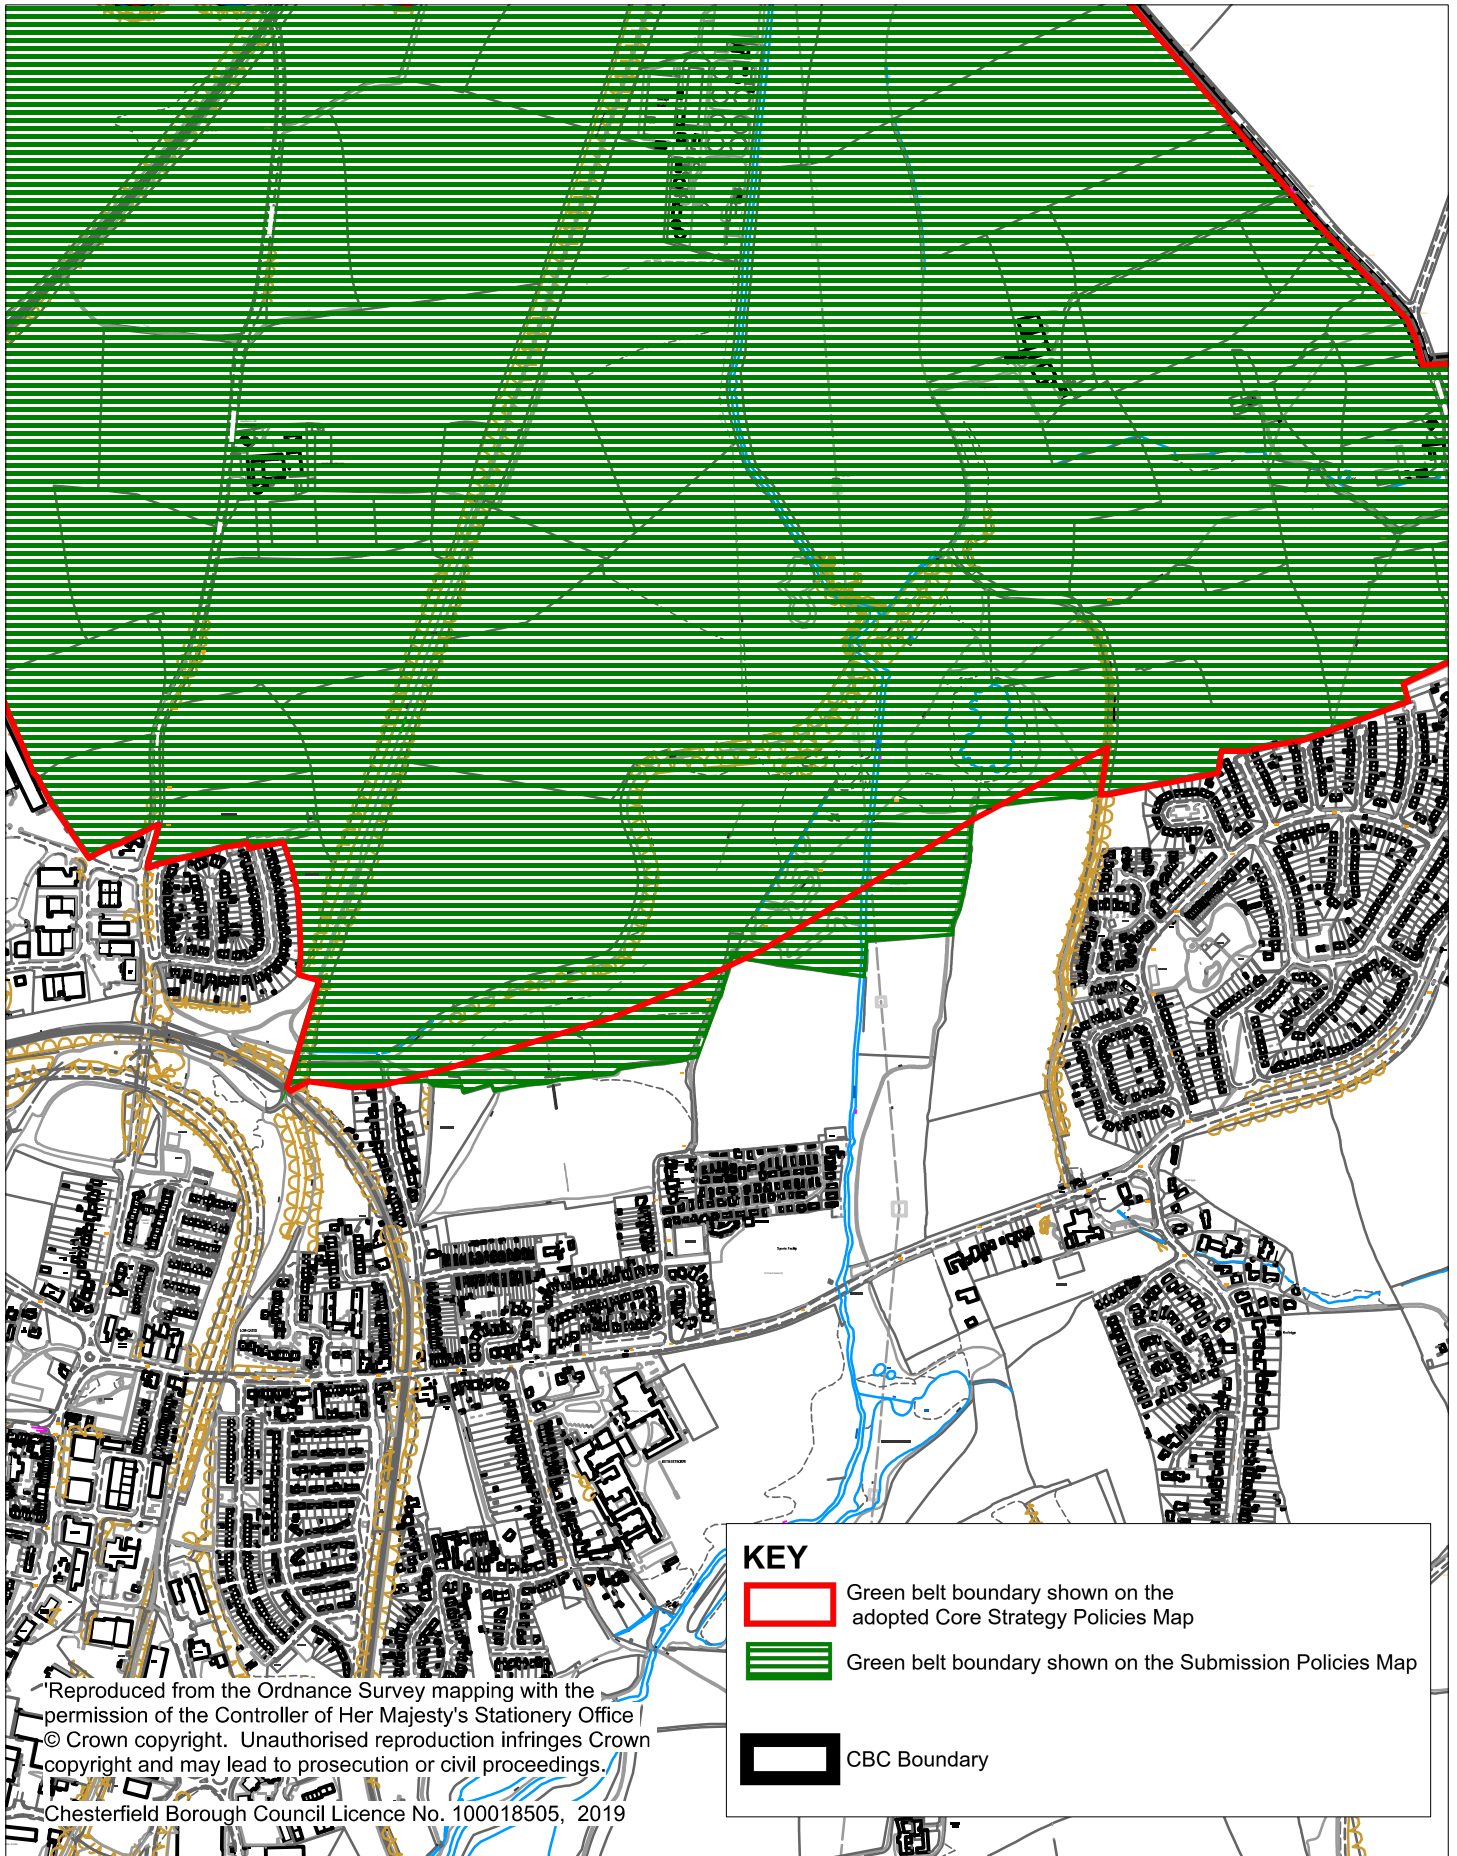 KEY
Green belt boundary shown on the
adopted Core Strategy Policies Map
Green belt boundary shown on the Submission Policies Map
CBC Boundary
'Reproduced from the Ordnance Survey mapping with the
permission of the Controller of Her Majesty's Stationery Office
© Crown copyright. Unauthorised reproduction infringes Crown
copyright and may lead to prosecution or civil proceedings.
Chesterfield Borough Council Licence No. 100018505, 2019